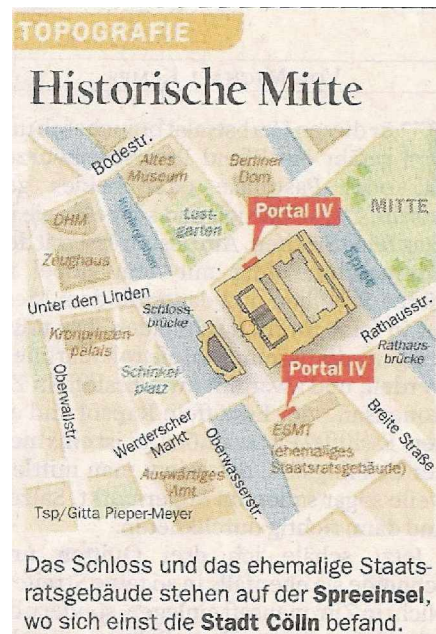 TOPOGRAFIE
Historische Mitte
Bodestr.
Altes
Museum
Berliner
Dom
Portal IV
MITTE
Lust-
garten
DHM
Zeughaus
Kupfergraben
Spree
Unter den Linden
Schloss-
brücke
Rathausstr.
Rathaus-
brücke
Kronprinzen-
palais
Schinkel-
platz
Oberwallstr.
Portal IV
Werderscher
Markt
Oberwasserstr.
ESMT
(ehemaliges
Staatsratsgebäude)
Breite Straße
Auswärtiges
Amt
Tsp/Gitta Pieper-Meyer
Das Schloss und das ehemalige Staats-
ratsgebäude stehen auf der Spreeinsel,
wo sich einst die Stadt Cölln befand.